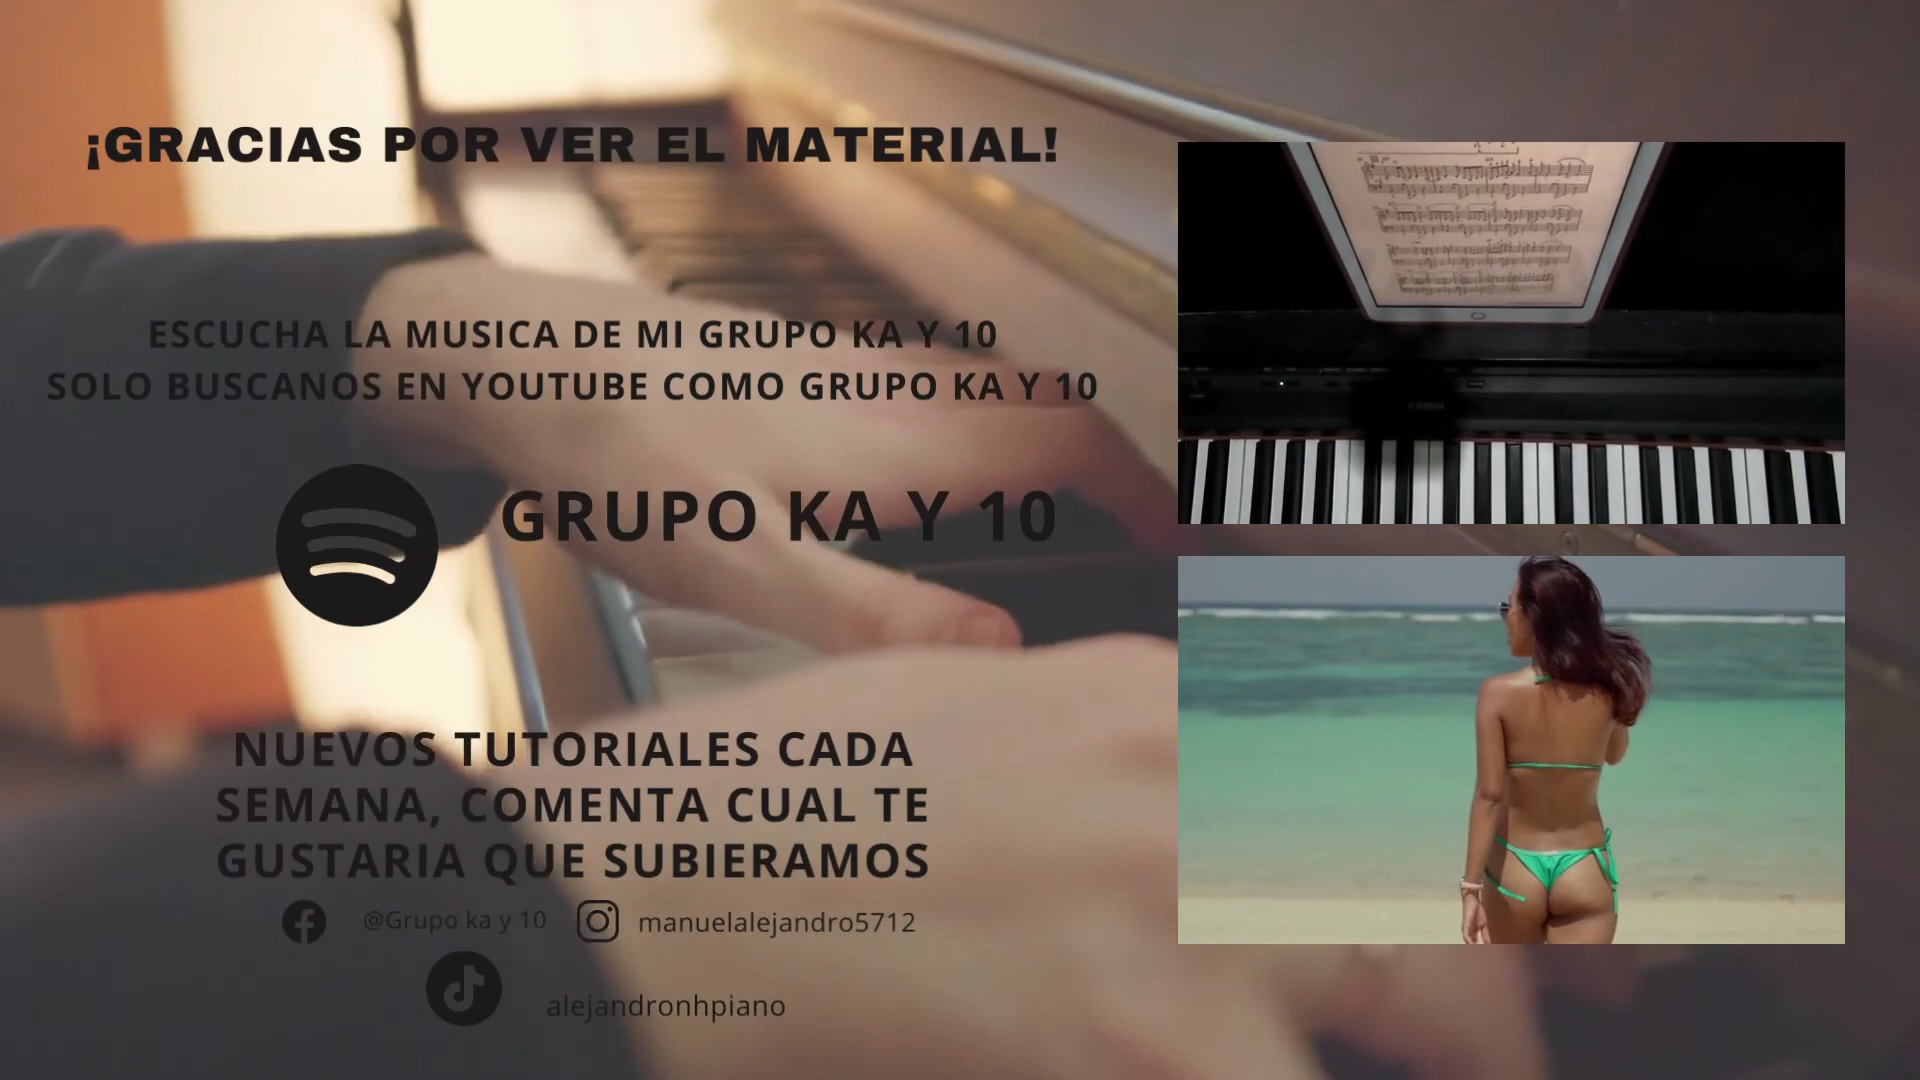 ¡GRACIAS POR VER EL MATERIAL!
ESCUCHA LA MUSICA DE MI GRUPO KA Y 10
SOLO BUSCANOS EN YOUTUBE COMO GRUPO KA Y 10
GRUPO KA Y 10
NUEVOS TUTORIALES CADA
SEMANA, COMENTA CUAL TE
GUSTARIA QUE SUBIERAMOS
@Grupo ka y 10
manuelalejandro5712
alejandronhpiano